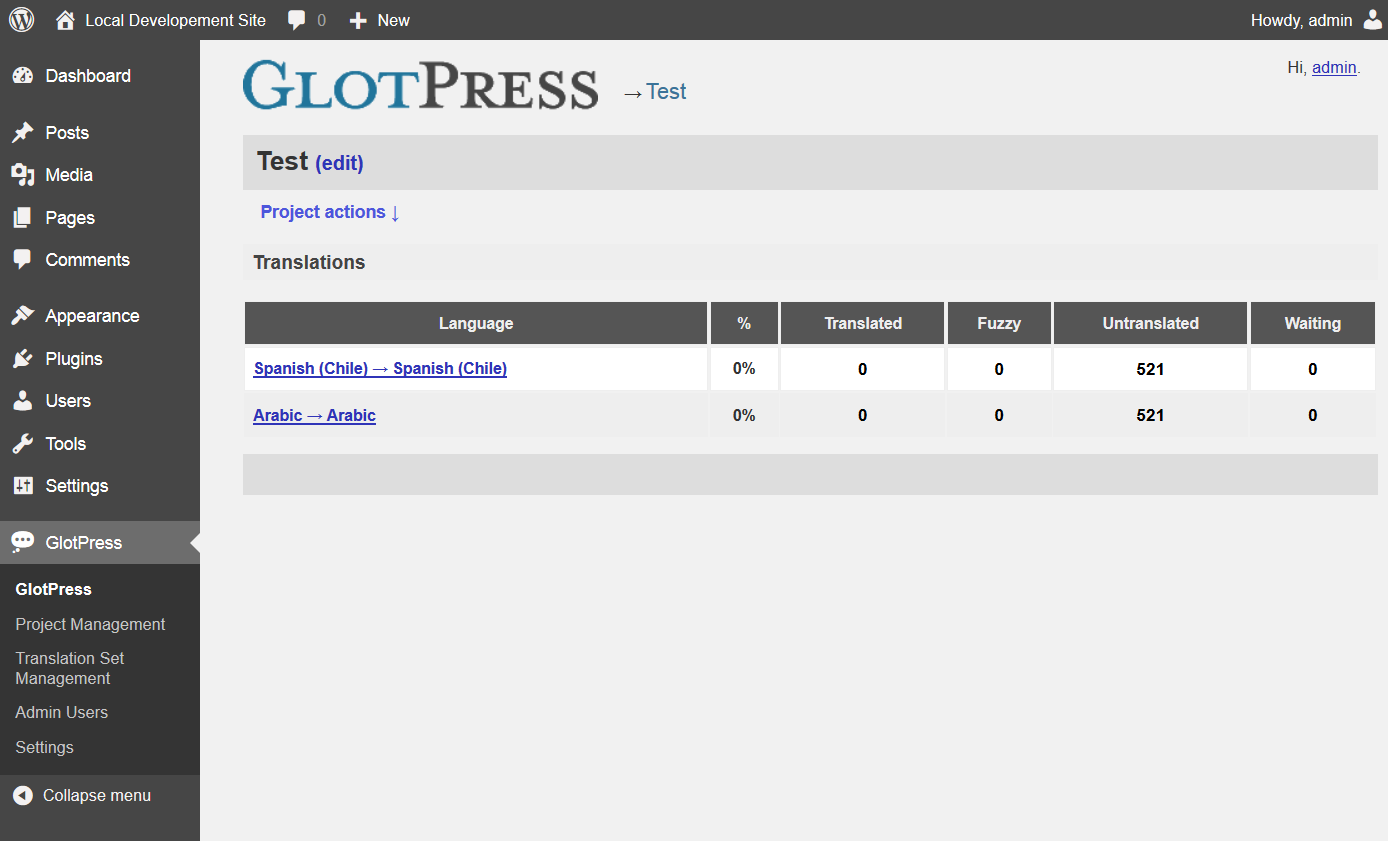 Local Developement Site 0 New Howdy, admin
Dashboard
Posts
Media
Pages
Comments
Appearance
Plugins
Users
Tools
Settings
GlotPress
GlotPress
Project Management
Translation Set
Management
Admin Users
Settings
Collapse menu
Hi, admin.
GLOTPRESS → Test
Test (edit)
Project actions ↓
Translations
Language % Translated Fuzzy Untranslated Waiting
Spanish (Chile) → Spanish (Chile) 0% 0 0 521 0
Arabic → Arabic 0% 0 0 521 0